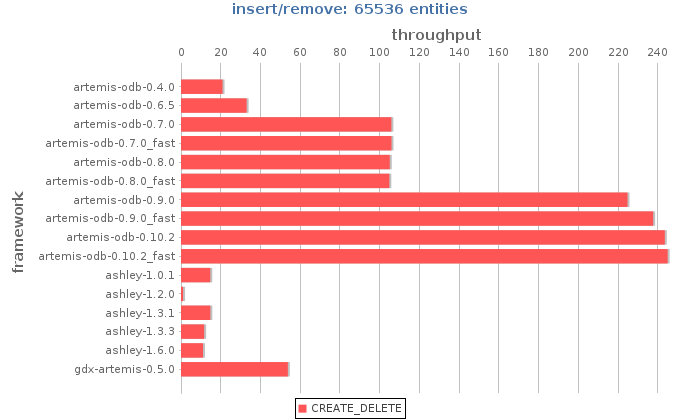 insert/remove: 65536 entities
throughput
0 20 40 60 80 100 120 140 160 180 200 220 240
framework
artemis-odb-0.4.0
artemis-odb-0.6.5
artemis-odb-0.7.0
artemis-odb-0.7.0_fast
artemis-odb-0.8.0
artemis-odb-0.8.0_fast
artemis-odb-0.9.0
artemis-odb-0.9.0_fast
artemis-odb-0.10.2
artemis-odb-0.10.2_fast
ashley-1.0.1
ashley-1.2.0
ashley-1.3.1
ashley-1.3.3
ashley-1.6.0
gdx-artemis-0.5.0
CREATE_DELETE